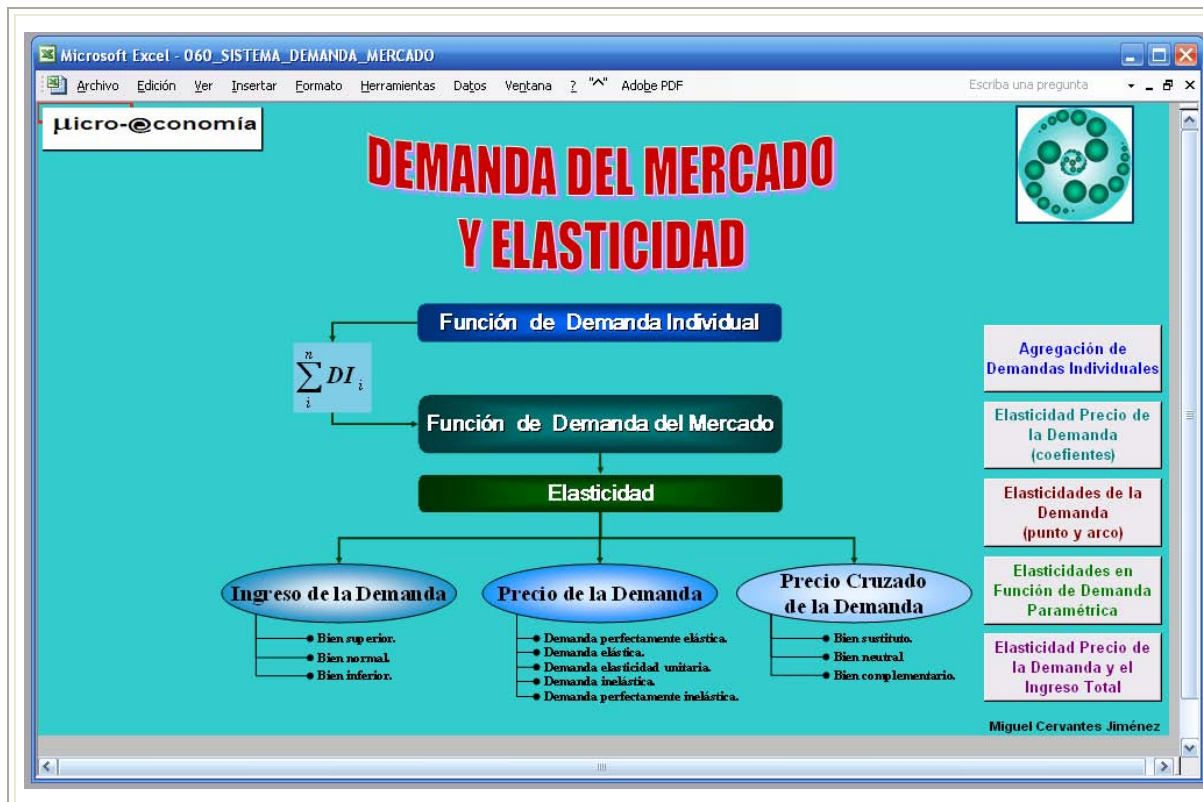 Microsoft Excel - 060_SISTEMA_DEMANDA_MERCADO
Archivo Edición Ver Insertar Formato Herramientas Datos Ventana ? "^" Adobe PDF Escriba una pregunta
µicro-@conomía
DEMANDA DEL MERCADO
Y ELASTICIDAD
Función de Demanda Individual
n
∑ DI i
i
Función de Demanda del Mercado
Elasticidad
Ingreso de la Demanda
Bien superior.
Bien normal.
Bien inferior.
Precio de la Demanda
Demanda perfectamente elástica.
Demanda elástica.
Demanda elasticidad unitaria.
Demanda inelástica.
Demanda perfectamente inelástica.
Precio Cruzado
de la Demanda
Bien sustituto.
Bien neutral
Bien complementario.
Agregación de
Demandas Individuales
Elasticidad Precio de
la Demanda
(coefientes)
Elasticidades de la
Demanda
(punto y arco)
Elasticidades en
Función de Demanda
Paramétrica
Elasticidad Precio de
la Demanda y el
Ingreso Total
Miguel Cervantes Jiménez